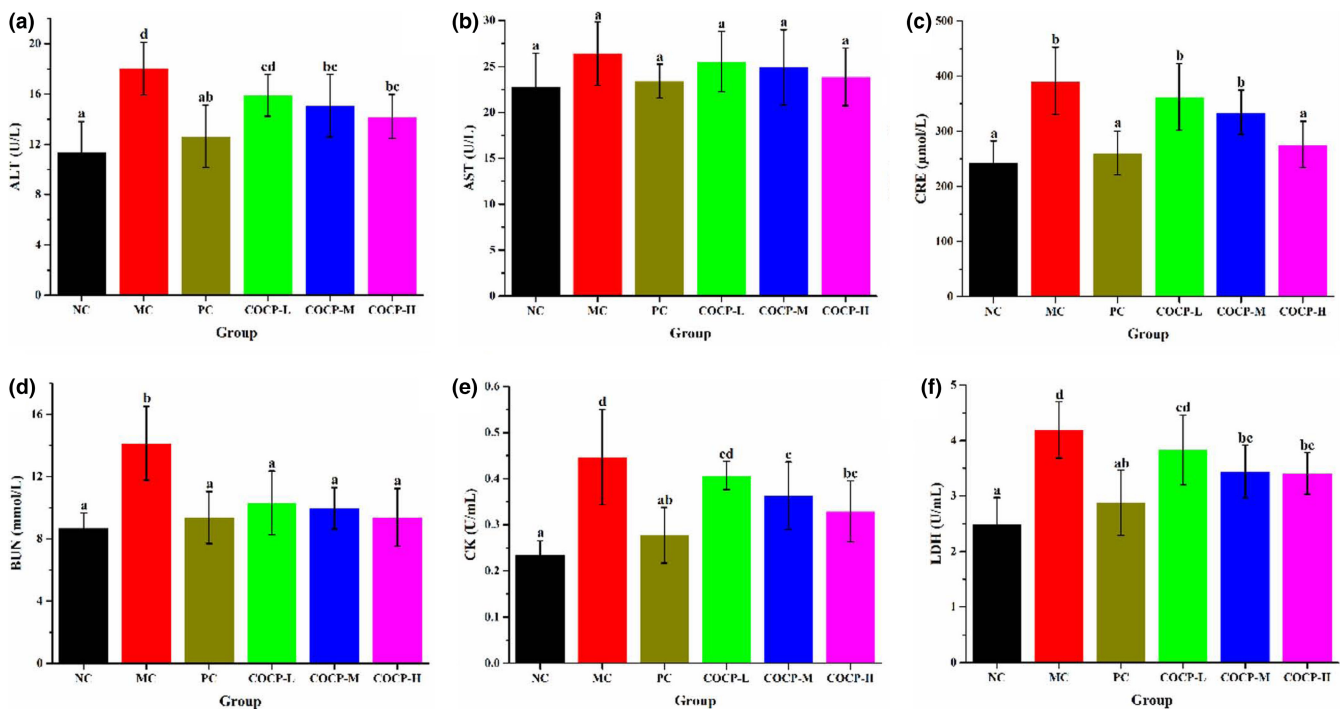 (a)
ALT (U/L)
20
16
12
8
4
0
a
d
ab
cd
bc
bc
NC MC PC COCP-L COCP-M COCP-H
Group
(b)
AST (U/L)
30
25
20
15
10
5
0
a
a
a
a
a
a
NC MC PC COCP-L COCP-M COCP-H
Group
(c)
CRE (μmol/L)
500
400
300
200
100
0
a
b
a
b
b
a
NC MC PC COCP-L COCP-M COCP-H
Group
(d)
BUN (mmol/L)
16
12
8
4
0
a
b
a
a
a
a
NC MC PC COCP-L COCP-M COCP-H
Group
(e)
CK (U/mL)
0.6
0.5
0.4
0.3
0.2
0.1
0.0
a
d
ab
cd
c
bc
NC MC PC COCP-L COCP-M COCP-H
Group
(f)
LDH (U/mL)
5
4
3
2
1
0
a
d
ab
cd
bc
bc
NC MC PC COCP-L COCP-M COCP-H
Group